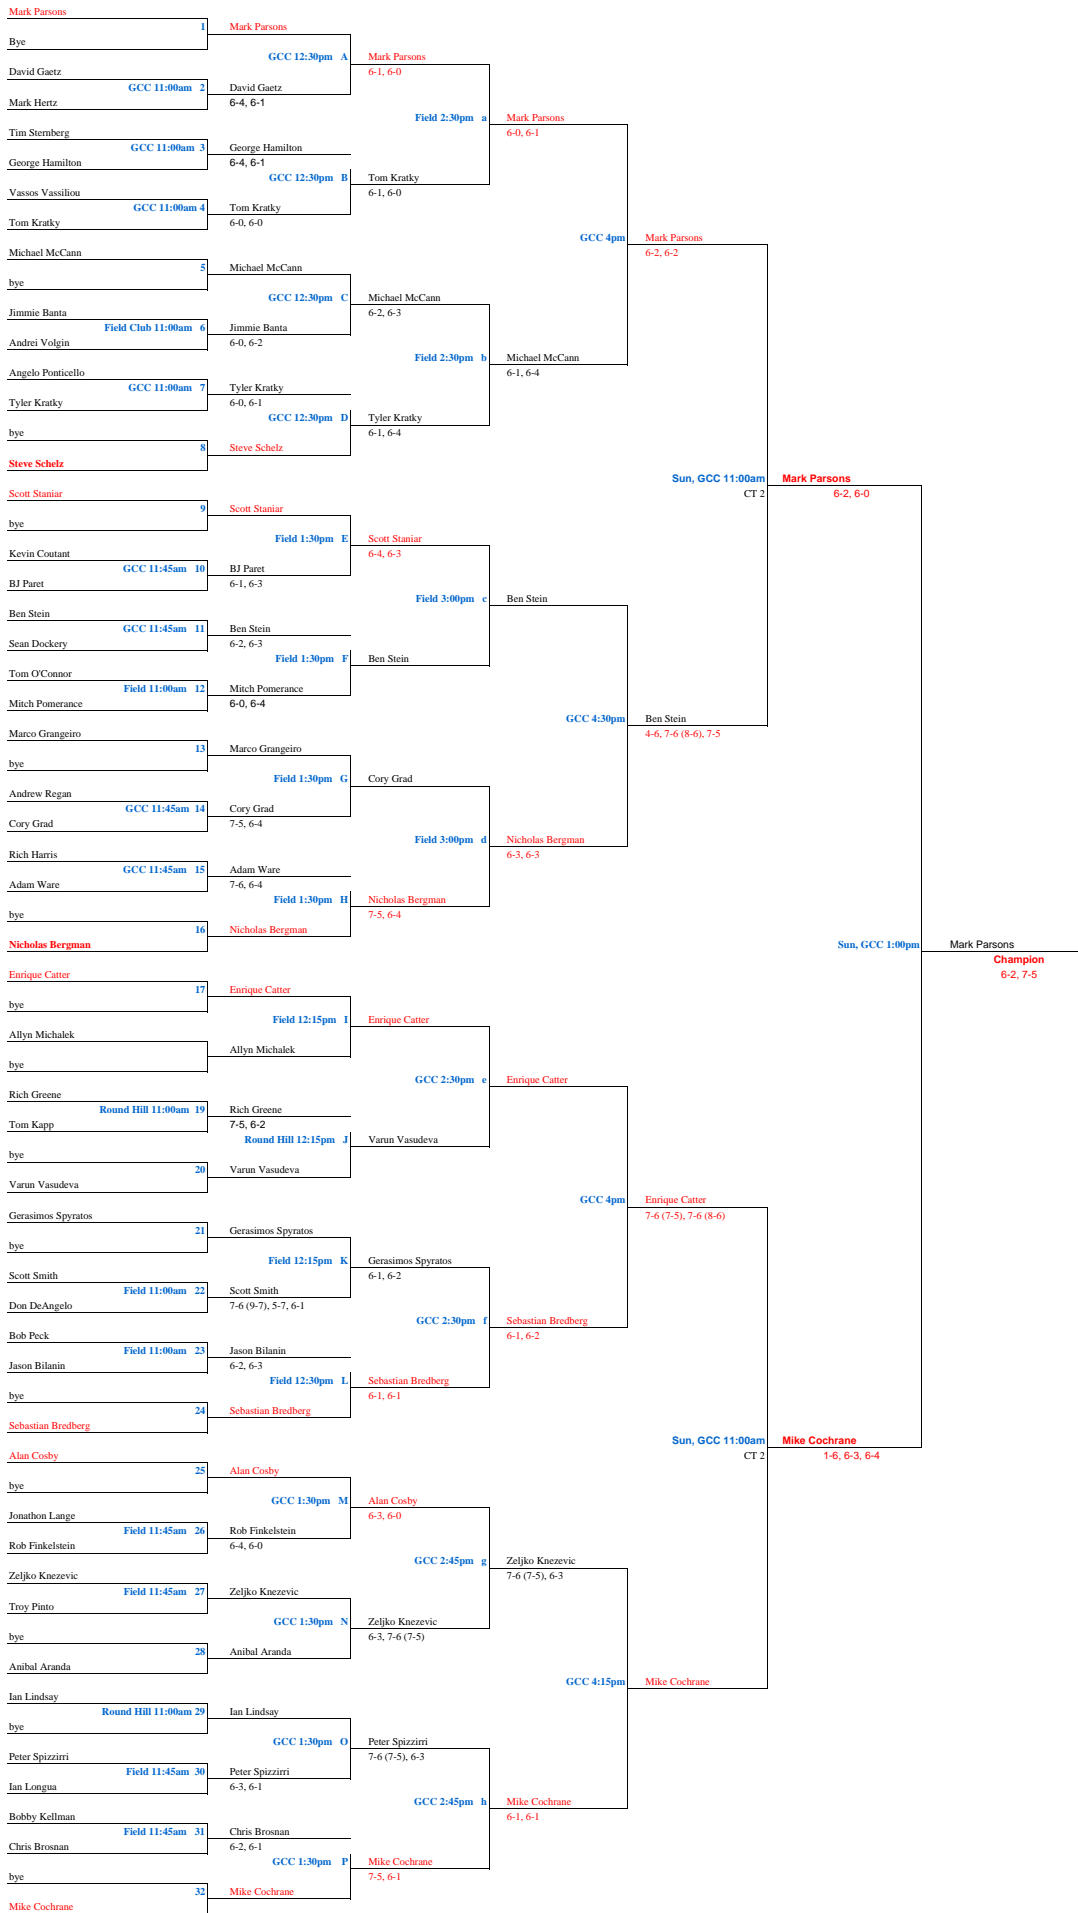 Mark Parsons
1 Mark Parsons
Bye
GCC 12:30pm A Mark Parsons
6-1, 6-0
David Gaetz
GCC 11:00am 2 David Gaetz
Mark Hertz
6-4, 6-1
Field 2:30pm a Mark Parsons
6-0, 6-1
Tim Sternberg
GCC 11:00am 3 George Hamilton
George Hamilton
6-4, 6-1
GCC 12:30pm B Tom Kratky
6-1, 6-0
Vassos Vassiliou
GCC 11:00am 4 Tom Kratky
Tom Kratky
6-0, 6-0
GCC 4pm Mark Parsons
6-2, 6-2
Michael McCann
5 Michael McCann
bye
GCC 12:30pm C Michael McCann
6-2, 6-3
Jimmie Banta
Field Club 11:00am 6 Jimmie Banta
Andrei Volgin
6-0, 6-2
Field 2:30pm b Michael McCann
6-1, 6-4
Angelo Ponticello
GCC 11:00am 7 Tyler Kratky
Tyler Kratky
6-0, 6-1
GCC 12:30pm D Tyler Kratky
6-1, 6-4
bye
8 Steve Schelz
Steve Schelz
Sun, GCC 11:00am Mark Parsons
CT 2 6-2, 6-0
Scott Staniar
9 Scott Staniar
bye
Field 1:30pm E Scott Staniar
6-4, 6-3
Kevin Coutant
GCC 11:45am 10 BJ Paret
BJ Paret
6-1, 6-3
Field 3:00pm c Ben Stein
Ben Stein
GCC 11:45am 11 Ben Stein
Sean Dockery
6-2, 6-3
Field 1:30pm F Ben Stein
Tom O'Connor
Field 11:00am 12 Mitch Pomerance
Mitch Pomerance
6-0, 6-4
GCC 4:30pm Ben Stein
4-6, 7-6 (8-6), 7-5
Marco Grangeiro
13 Marco Grangeiro
bye
Field 1:30pm G Cory Grad
Andrew Regan
GCC 11:45am 14 Cory Grad
Cory Grad
7-5, 6-4
Field 3:00pm d Nicholas Bergman
6-3, 6-3
Rich Harris
GCC 11:45am 15 Adam Ware
Adam Ware
7-6, 6-4
Field 1:30pm H Nicholas Bergman
7-5, 6-4
bye
16 Nicholas Bergman
Nicholas Bergman
Sun, GCC 1:00pm Mark Parsons
Champion
6-2, 7-5
Enrique Catter
17 Enrique Catter
bye
Field 12:15pm I Enrique Catter
Allyn Michalek
Allyn Michalek
bye
GCC 2:30pm e Enrique Catter
Rich Greene
Round Hill 11:00am 19 Rich Greene
Tom Kapp
7-5, 6-2
Round Hill 12:15pm J Varun Vasudeva
bye
20 Varun Vasudeva
Varun Vasudeva
GCC 4pm Enrique Catter
7-6 (7-5), 7-6 (8-6)
Gerasimos Spyratos
21 Gerasimos Spyratos
bye
Field 12:15pm K Gerasimos Spyratos
6-1, 6-2
Scott Smith
Field 11:00am 22 Scott Smith
Don DeAngelo
7-6 (9-7), 5-7, 6-1
GCC 2:30pm f Sebastian Bredberg
6-1, 6-2
Bob Peck
Field 11:00am 23 Jason Bilanin
Jason Bilanin
6-2, 6-3
Field 12:30pm L Sebastian Bredberg
6-1, 6-1
bye
24 Sebastian Bredberg
Sebastian Bredberg
Sun, GCC 11:00am Mike Cochrane
CT 2 1-6, 6-3, 6-4
Alan Cosby
25 Alan Cosby
bye
GCC 1:30pm M Alan Cosby
6-3, 6-0
Jonathon Lange
Field 11:45am 26 Rob Finkelstein
Rob Finkelstein
6-4, 6-0
GCC 2:45pm g Zeljko Knezevic
7-6 (7-5), 6-3
Zeljko Knezevic
Field 11:45am 27 Zeljko Knezevic
Troy Pinto
GCC 1:30pm N Zeljko Knezevic
6-3, 7-6 (7-5)
bye
28 Anibal Aranda
Anibal Aranda
GCC 4:15pm Mike Cochrane
Ian Lindsay
Round Hill 11:00am 29 Ian Lindsay
bye
GCC 1:30pm O Peter Spizzirri
7-6 (7-5), 6-3
Peter Spizzirri
Field 11:45am 30 Peter Spizzirri
Ian Longua
6-3, 6-1
GCC 2:45pm h Mike Cochrane
6-1, 6-1
Bobby Kellman
Field 11:45am 31 Chris Brosnan
Chris Brosnan
6-2, 6-1
GCC 1:30pm P Mike Cochrane
7-5, 6-1
bye
32 Mike Cochrane
Mike Cochrane